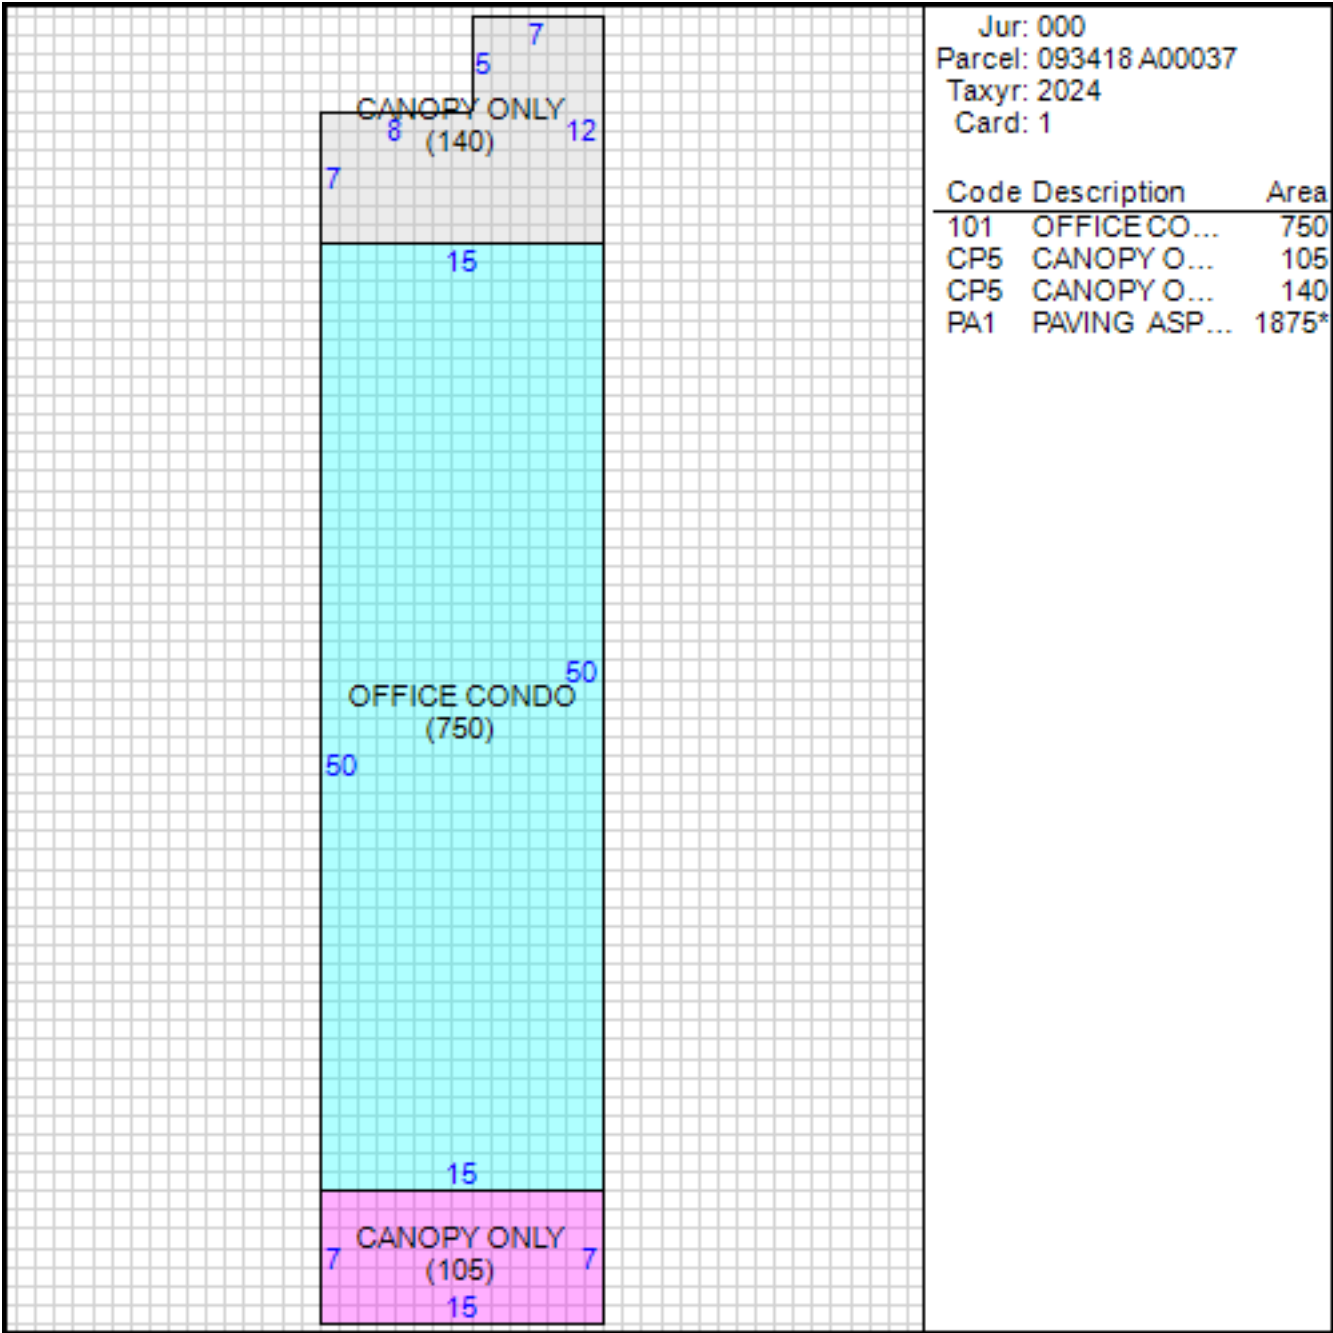 7
5
CANOPY ONLY
8
12
(140)
7
15
50
OFFICE CONDO
(750)
50
15
CANOPY ONLY
7
7
(105)
15
Jur: 000
Parcel: 093418 A00037
Taxyr: 2024
Card: 1
Code Description Area
101 OFFICE CO... 750
CP5 CANOPY O... 105
CP5 CANOPY O... 140
PA1 PAVING ASP... 1875*